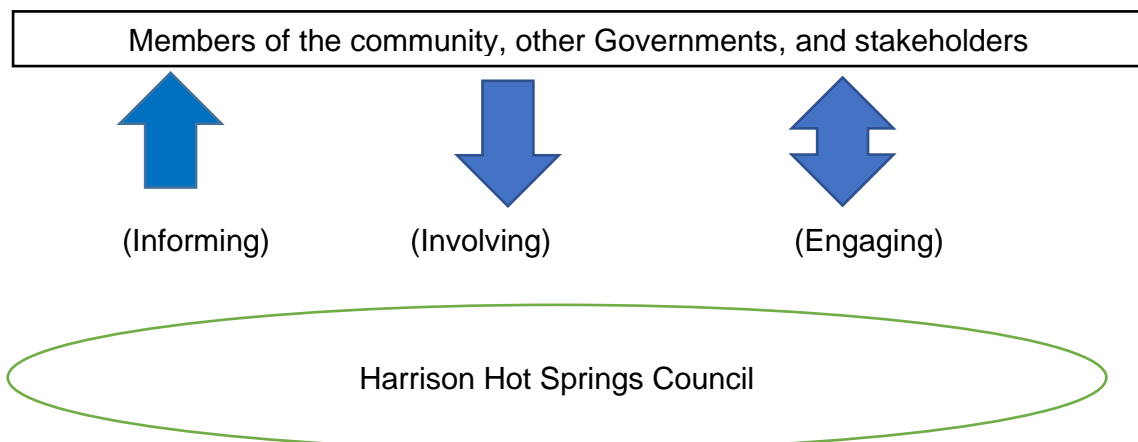 Members of the community, other Governments, and stakeholders
(Informing) (Involving) (Engaging)
Harrison Hot Springs Council